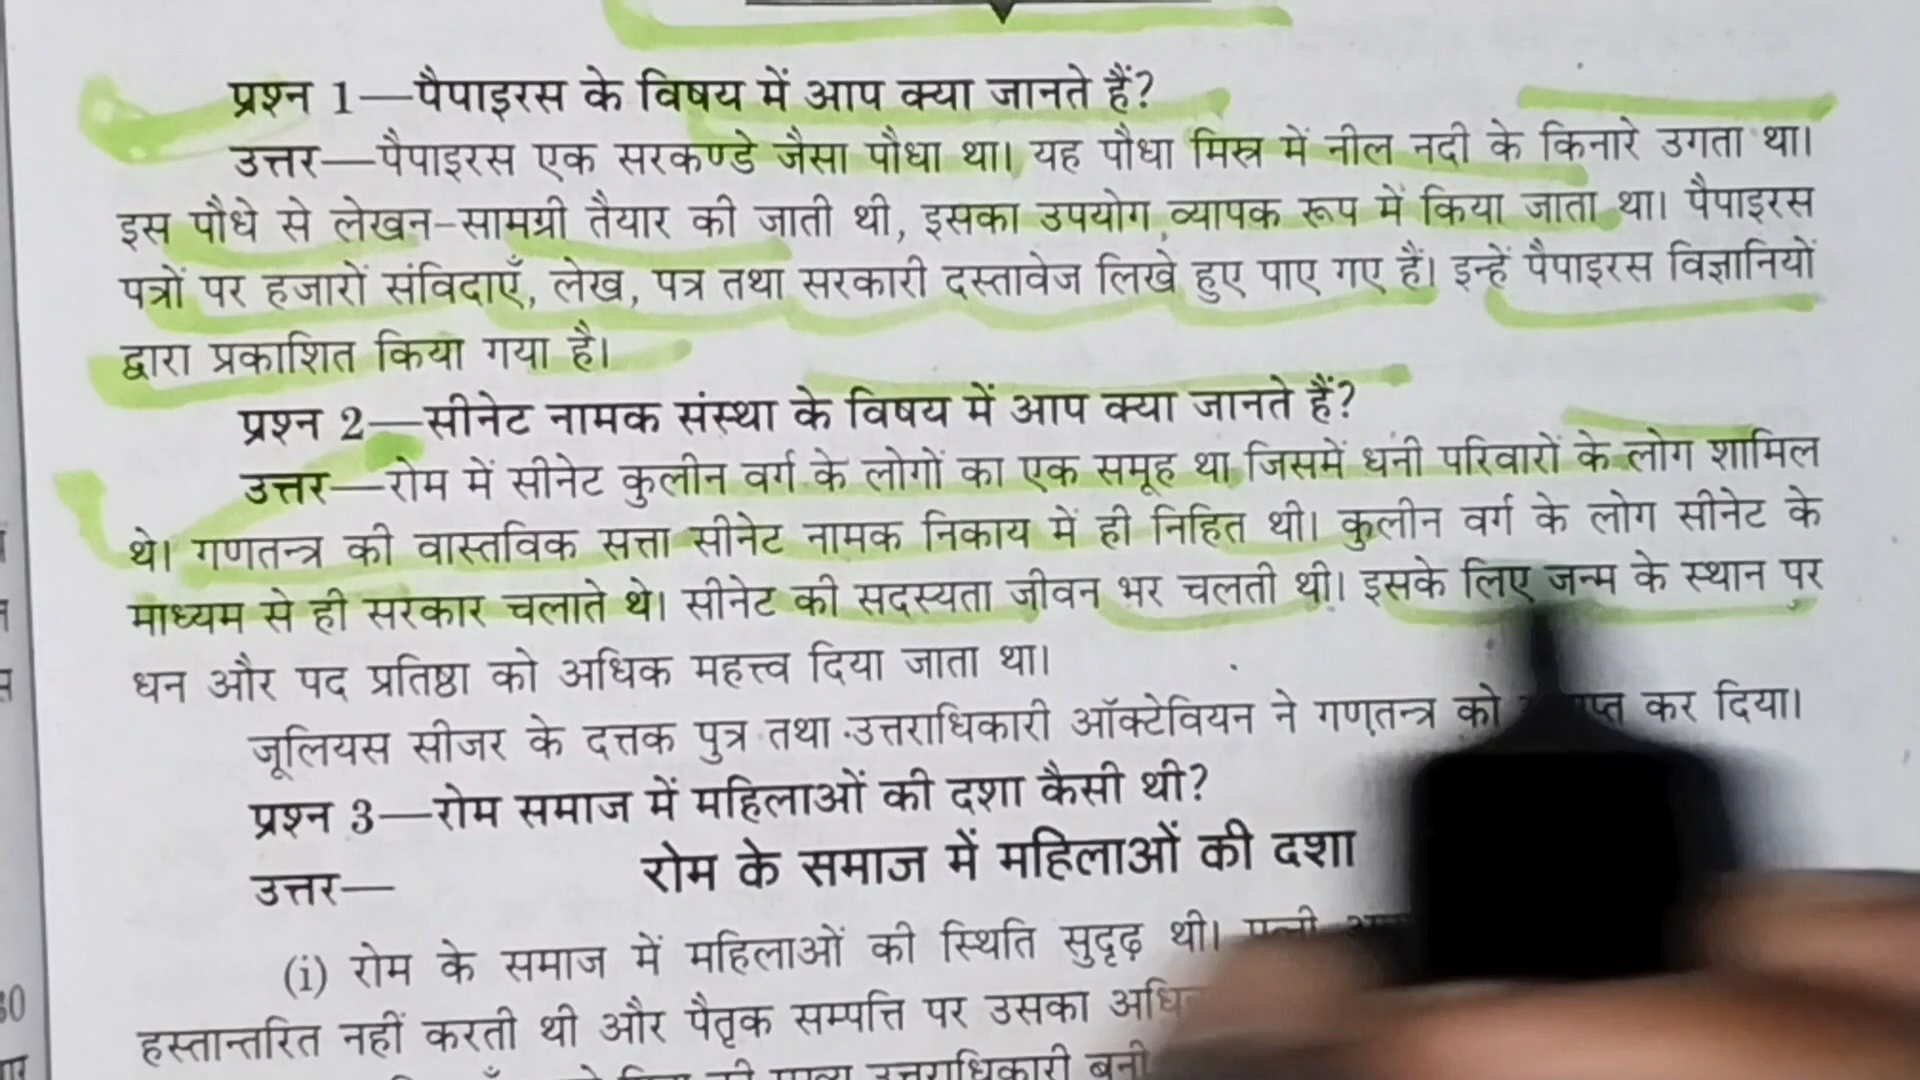 प्रश्न 1—पैपाइरस के विषय में आप क्या जानते हैं?
उत्तर—पैपाइरस एक सरकण्डे जैसा पौधा था। यह पौधा मिस्र में नील नदी के किनारे उगता था।
इस पौधे से लेखन-सामग्री तैयार की जाती थी, इसका उपयोग व्यापक रूप में किया जाता था। पैपाइरस
पत्रों पर हजारों संविदाएँ, लेख, पत्र तथा सरकारी दस्तावेज लिखे हुए पाए गए हैं। इन्हें पैपाइरस विज्ञानियों
द्वारा प्रकाशित किया गया है।
प्रश्न 2—सीनेट नामक संस्था के विषय में आप क्या जानते हैं?
उत्तर—रोम में सीनेट कुलीन वर्ग के लोगों का एक समूह था जिसमें धनी परिवारों के लोग शामिल
थे। गणतन्त्र की वास्तविक सत्ता सीनेट नामक निकाय में ही निहित थी। कुलीन वर्ग के लोग सीनेट के
माध्यम से ही सरकार चलाते थे। सीनेट की सदस्यता जीवन भर चलती थी। इसके लिए जन्म के स्थान पर
धन और पद प्रतिष्ठा को अधिक महत्त्व दिया जाता था।
जूलियस सीजर के दत्तक पुत्र तथा उत्तराधिकारी ऑक्टेवियन ने गणतन्त्र को कर दिया।
प्रश्न 3—रोम समाज में महिलाओं की दशा कैसी थी?
उत्तर— रोम के समाज में महिलाओं की दशा
(i) रोम के समाज में महिलाओं की स्थिति सुदृढ़ थी।
हस्तान्तरित नहीं करती थी और पैतृक सम्पत्ति पर उसका
उत्तराधिकारी बनी